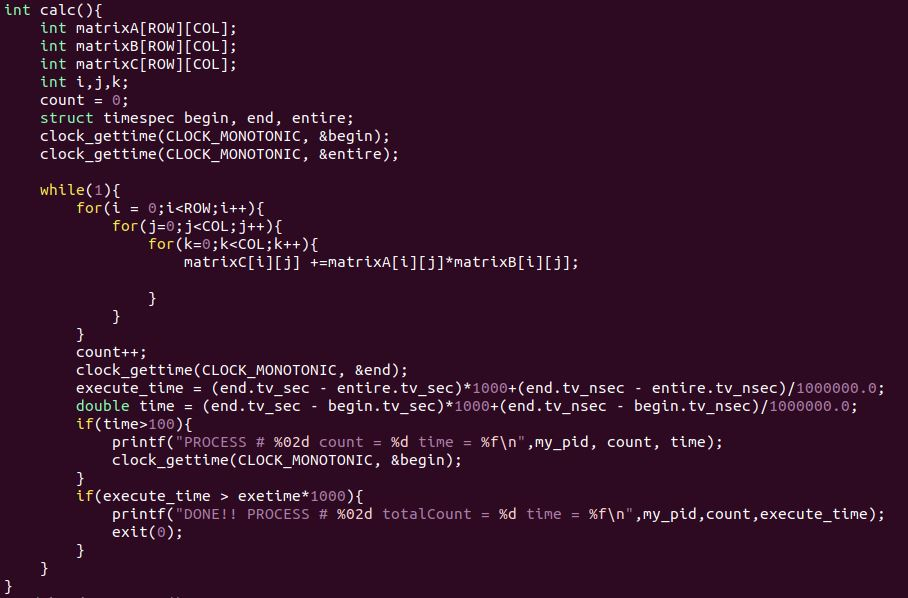 int calc(){
    int matrixA[ROW][COL];
    int matrixB[ROW][COL];
    int matrixC[ROW][COL];
    int i,j,k;
    count = 0;
    struct timespec begin, end, entire;
    clock_gettime(CLOCK_MONOTONIC, &begin);
    clock_gettime(CLOCK_MONOTONIC, &entire);

    while(1){
        for(i = 0;i<ROW;i++){
            for(j=0;j<COL;j++){
                for(k=0;k<COL;k++){
                    matrixC[i][j] +=matrixA[i][j]*matrixB[i][j];

                }
            }
        }
        count++;
        clock_gettime(CLOCK_MONOTONIC, &end);
        execute_time = (end.tv_sec - entire.tv_sec)*1000+(end.tv_nsec - entire.tv_nsec)/1000000.0;
        double time = (end.tv_sec - begin.tv_sec)*1000+(end.tv_nsec - begin.tv_nsec)/1000000.0;
        if(time>100){
            printf("PROCESS # %02d count = %d time = %f\n",my_pid, count, time);
            clock_gettime(CLOCK_MONOTONIC, &begin);
        }
        if(execute_time > exetime*1000){
            printf("DONE!! PROCESS # %02d totalCount = %d time = %f\n",my_pid,count,execute_time);
            exit(0);
        }
    }
}